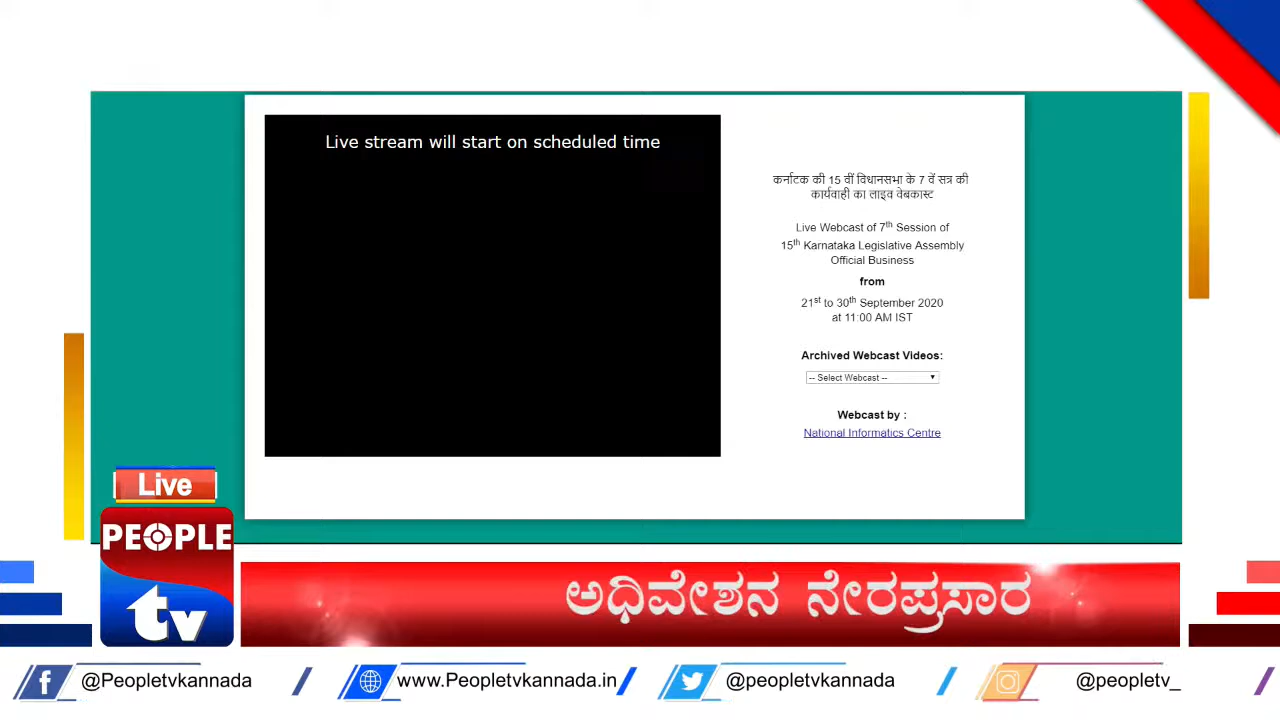 Live stream will start on scheduled time
कर्नाटक की 15 वीं विधानसभा के 7 वें सत्र की
कार्यवाही का लाइव वेबकास्ट
Live Webcast of 7th Session of
15th Karnataka Legislative Assembly
Official Business
from
21st to 30th September 2020
at 11:00 AM IST
Archived Webcast Videos:
-- Select Webcast --
Webcast by :
National Informatics Centre
Live
PEOPLE
tv
ಅಧಿವೇಶನ ನೇರಪ್ರಸಾರ
@Peopletvkannada
www.Peopletvkannada.in
@peopletvkannada
@peopletv_